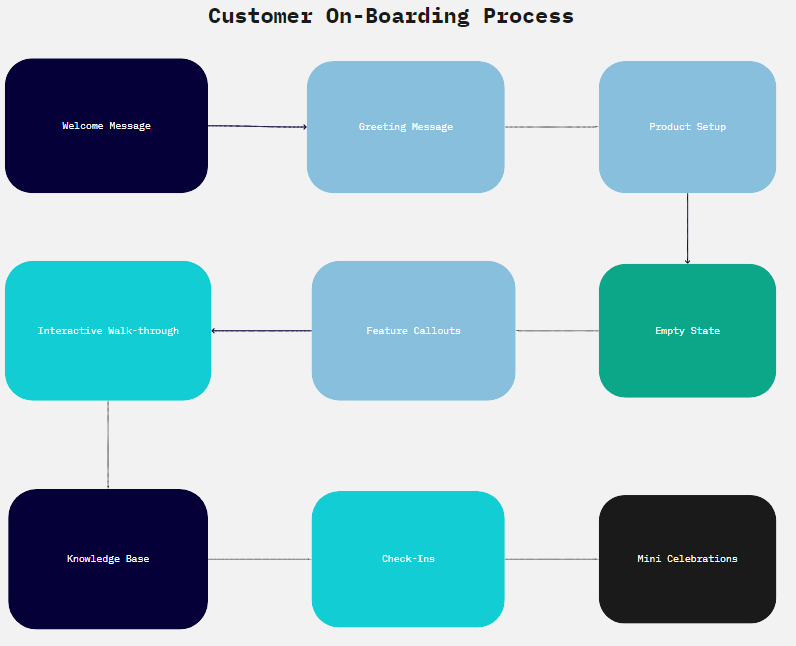 Customer On-Boarding Process
Welcome Message
Greeting Message
Product Setup
Interactive Walk-through
Feature Callouts
Empty State
Knowledge Base
Check-Ins
Mini Celebrations